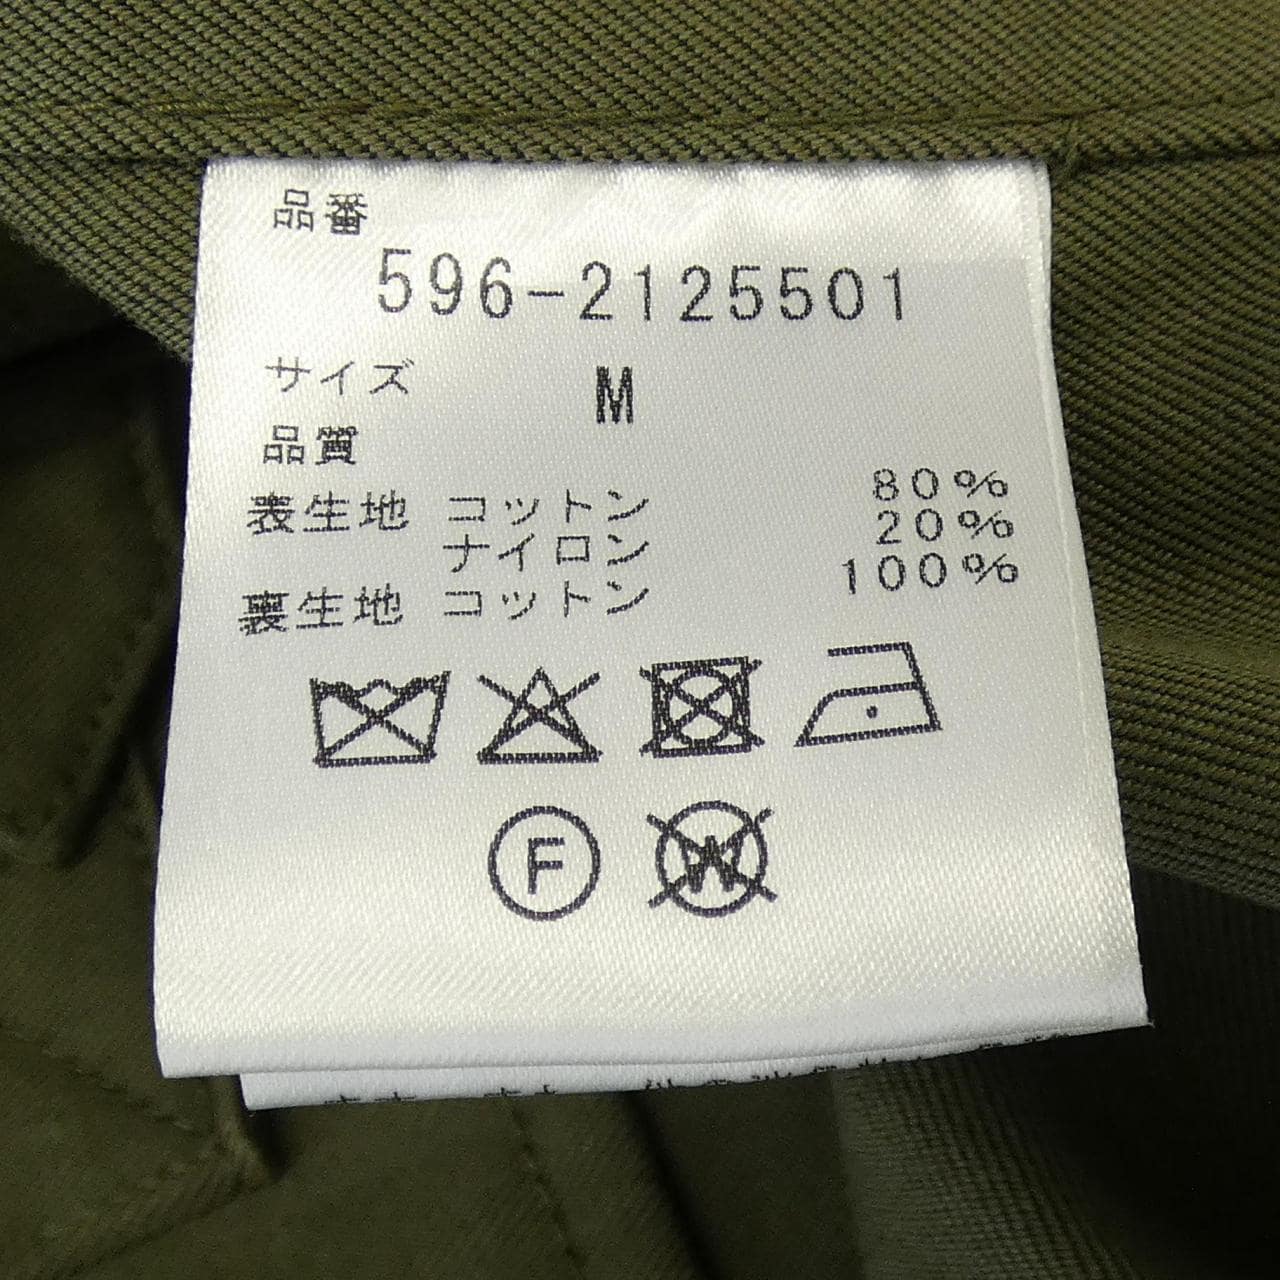 品番
596-2125501
サイズ M
品質
表生地 コットン 80%
ナイロン 20%
裏生地 コットン 100%
F W